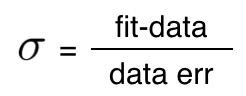 σ = fit-data
data err